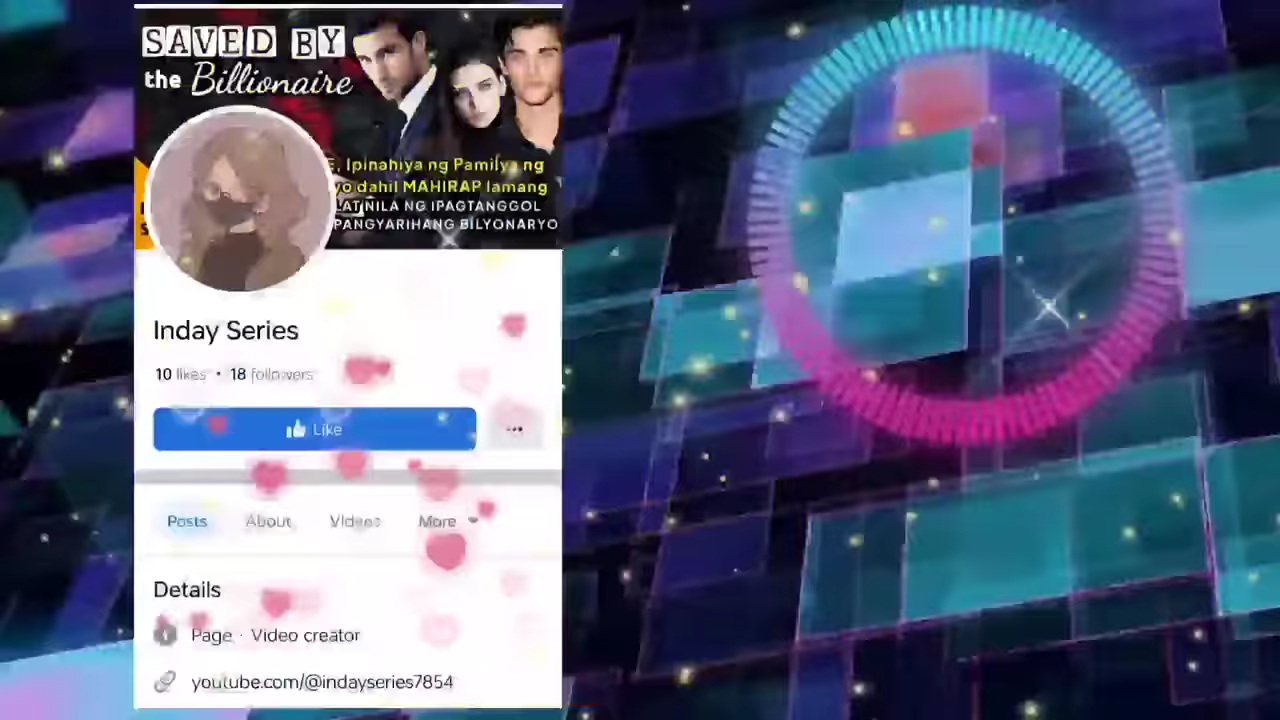 SAVED BY
the Billionaire
E, Ipinahiya ng Pamilya ng
yo dahil MAHIRAP lamang
NILA NG IPAGTANGGOL
PANGYARIHANG BILYONARYO
Inday Series
10 likes • 18 followers
Like
Posts About Videos More
Details
Page · Video creator
youtube.com/@indayseries7854